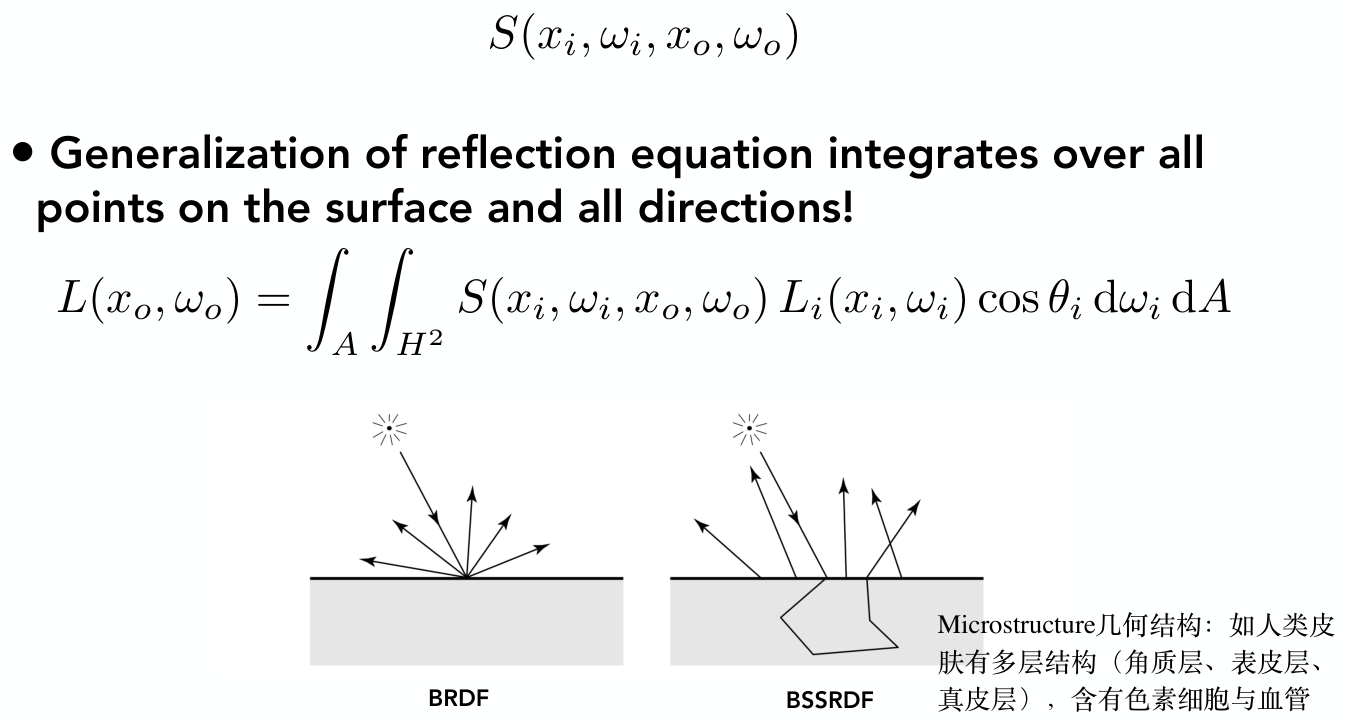 S(x_i, ω_i, x_o, ω_o)
• Generalization of reflection equation integrates over all
points on the surface and all directions!
L(x_o, ω_o) = ∫_A ∫_{H^2} S(x_i, ω_i, x_o, ω_o) L_i(x_i, ω_i) cos θ_i dω_i dA
Microstructure几何结构：如人类皮
肤有多层结构（角质层、表皮层、
真皮层），含有色素细胞与血管
BRDF
BSSRDF